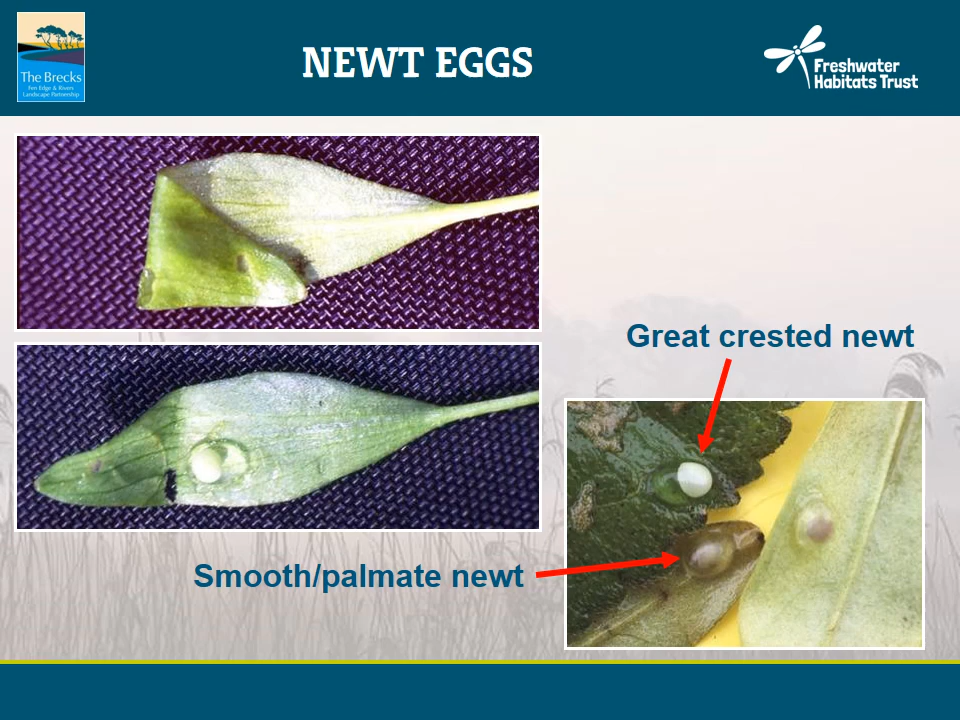 The Brecks
Fen Edge & Rivers
Landscape Partnership
NEWT EGGS
Freshwater
Habitats Trust
Great crested newt
Smooth/palmate newt